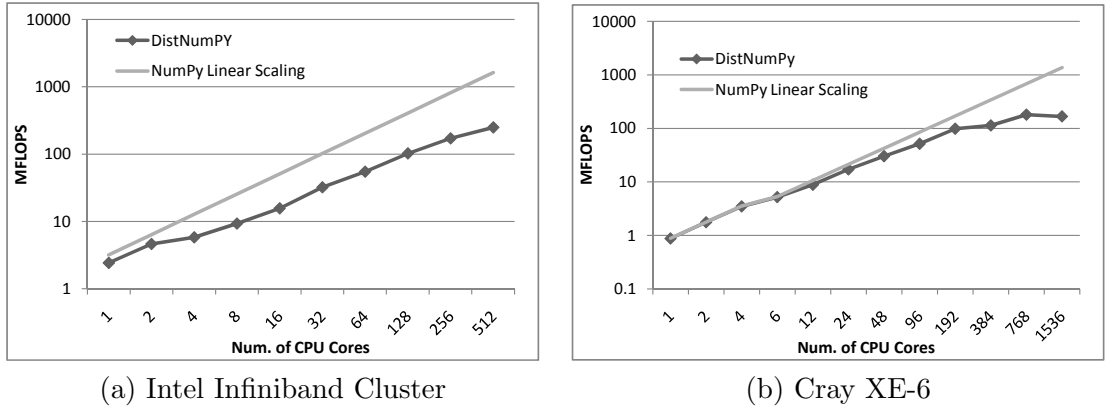 10000
1000
100
10
1
MFLOPS
DistNumPY
NumPy Linear Scaling
1 2 4 8 16 32 64 128 256 512
Num. of CPU Cores
(a) Intel Infiniband Cluster
10000
1000
100
10
1
0.1
MFLOPS
DistNumPy
NumPy Linear Scaling
1 2 4 6 12 24 48 96 192 384 768 1536
Num. of CPU Cores
(b) Cray XE-6